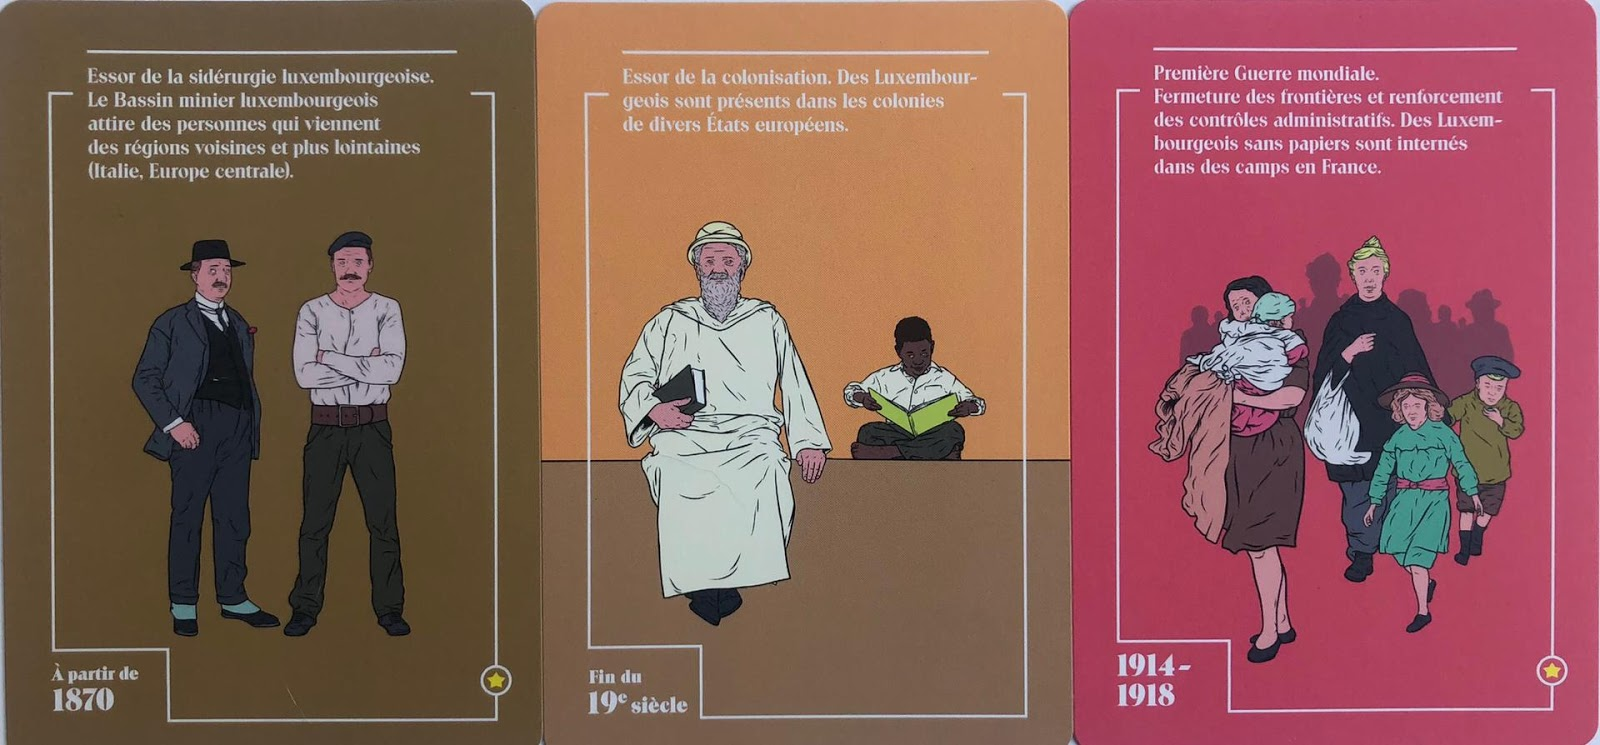 Essor de la sidérurgie luxembourgeoise.
Le Bassin minier luxembourgeois
attire des personnes qui viennent
des régions voisines et plus lointaines
(Italie, Europe centrale).
À partir de
1870
Essor de la colonisation. Des Luxembour-
geois sont présents dans les colonies
de divers États européens.
Fin du
19e siècle
Première Guerre mondiale.
Fermeture des frontières et renforcement
des contrôles administratifs. Des Luxem-
bourgeois sans papiers sont internés
dans des camps en France.
1914-
1918